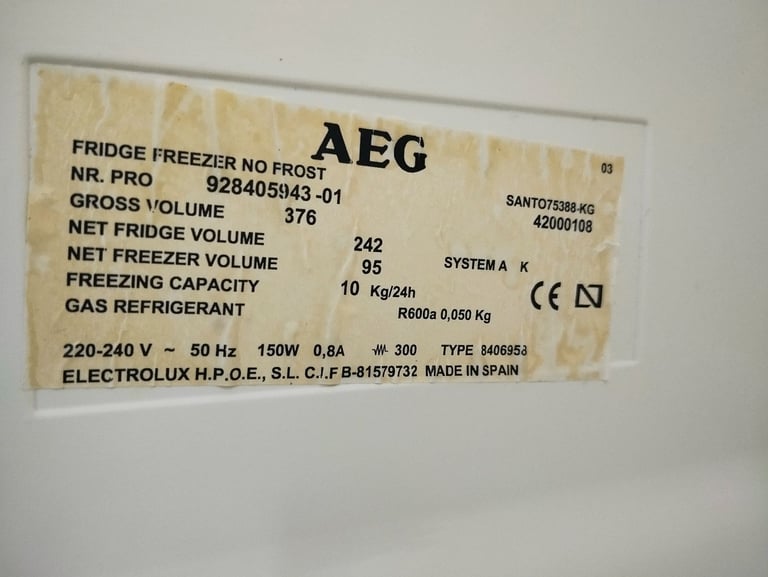 AEG
03
FRIDGE FREEZER NO FROST
NR. PRO 928405943-01
SANTO75388-KG
GROSS VOLUME 376
42000108
NET FRIDGE VOLUME 242
NET FREEZER VOLUME 95 SYSTEM A K
FREEZING CAPACITY 10 Kg/24h
CE
GAS REFRIGERANT R600a 0,050 Kg
220-240 V ~ 50 Hz 150W 0,8A 300 TYPE 8406958
ELECTROLUX H.P.O.E., S.L. C.I.F B-81579732 MADE IN SPAIN